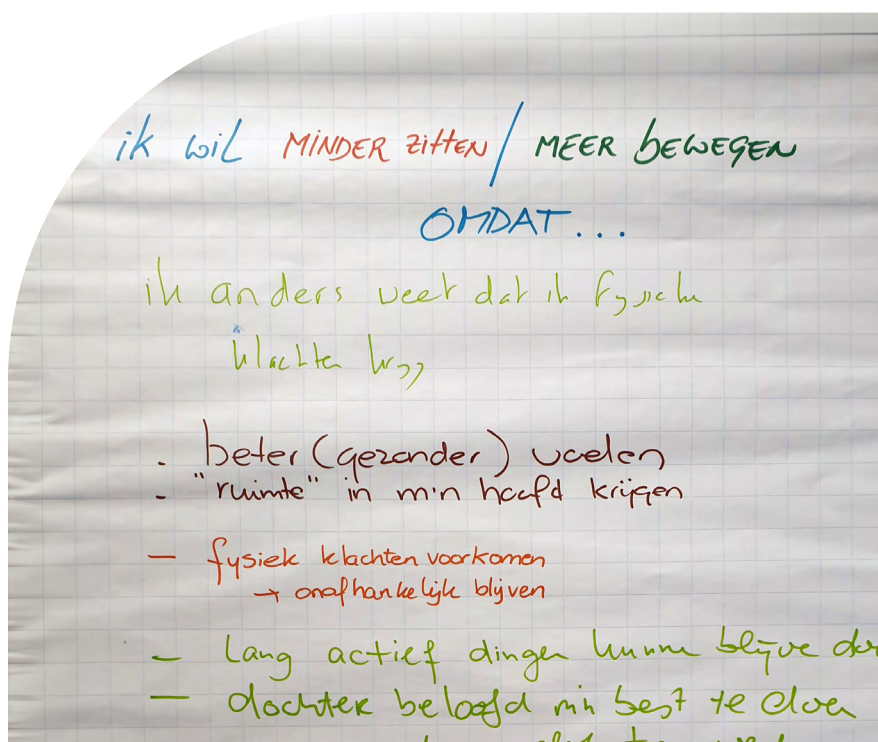 ik wil MINDER zitten / MEER bewegen
OMDAT...
ik anders weet dat ik fysieke
klachten krijg
- beter (gezonder) voelen
- "ruimte" in m'n hoofd krijgen
- fysiek klachten voorkomen
→ onafhankelijk blijven
- Lang actief dingen kunnen blijve
- dochter beloofd m'n best te doen